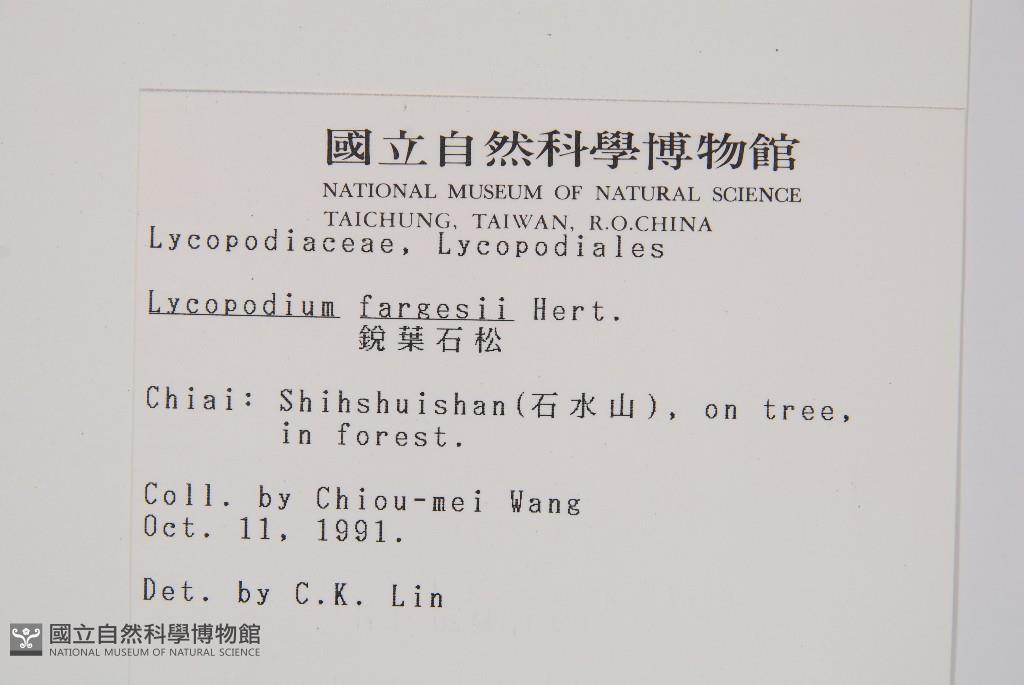 國立自然科學博物館
NATIONAL MUSEUM OF NATURAL SCIENCE
TAICHUNG, TAIWAN, R.O.CHINA
Lycopodiaceae, Lycopodiales
Lycopodium fargesii Hert.
銳葉石松
Chiai: Shihshuishan(石水山), on tree,
in forest.
Coll. by Chiou-mei Wang
Oct. 11, 1991.
Det. by C.K. Lin
國立自然科學博物館
NATIONAL MUSEUM OF NATURAL SCIENCE